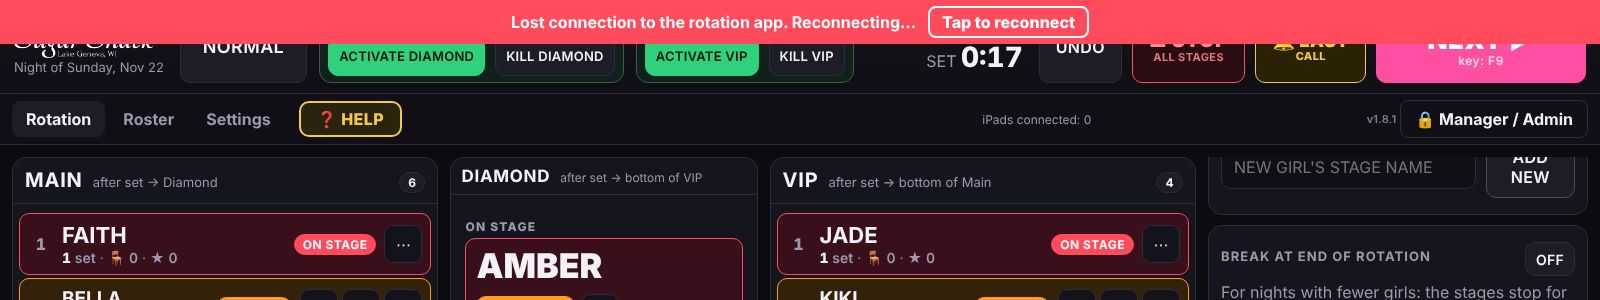 Lost connection to the rotation app. Reconnecting... Tap to reconnect
Lake Geneva, WI
Night of Sunday, Nov 22
NORMAL
ACTIVATE DIAMOND
KILL DIAMOND
ACTIVATE VIP
KILL VIP
SET 0:17
UNDO
ALL STAGES
CALL
key: F9
Rotation
Roster
Settings
❓ HELP
iPads connected: 0
v1.8.1
🔒 Manager / Admin
MAIN after set → Diamond 6
1 FAITH ON STAGE ...
1 set · 🪑 0 · ★ 0
BELLA
DIAMOND after set → bottom of VIP
ON STAGE
AMBER
VIP after set → bottom of Main 4
1 JADE ON STAGE ...
1 set · 🪑 0 · ★ 0
KIKI
NEW GIRL'S STAGE NAME
ADD NEW
BREAK AT END OF ROTATION OFF
For nights with fewer girls: the stages stop for